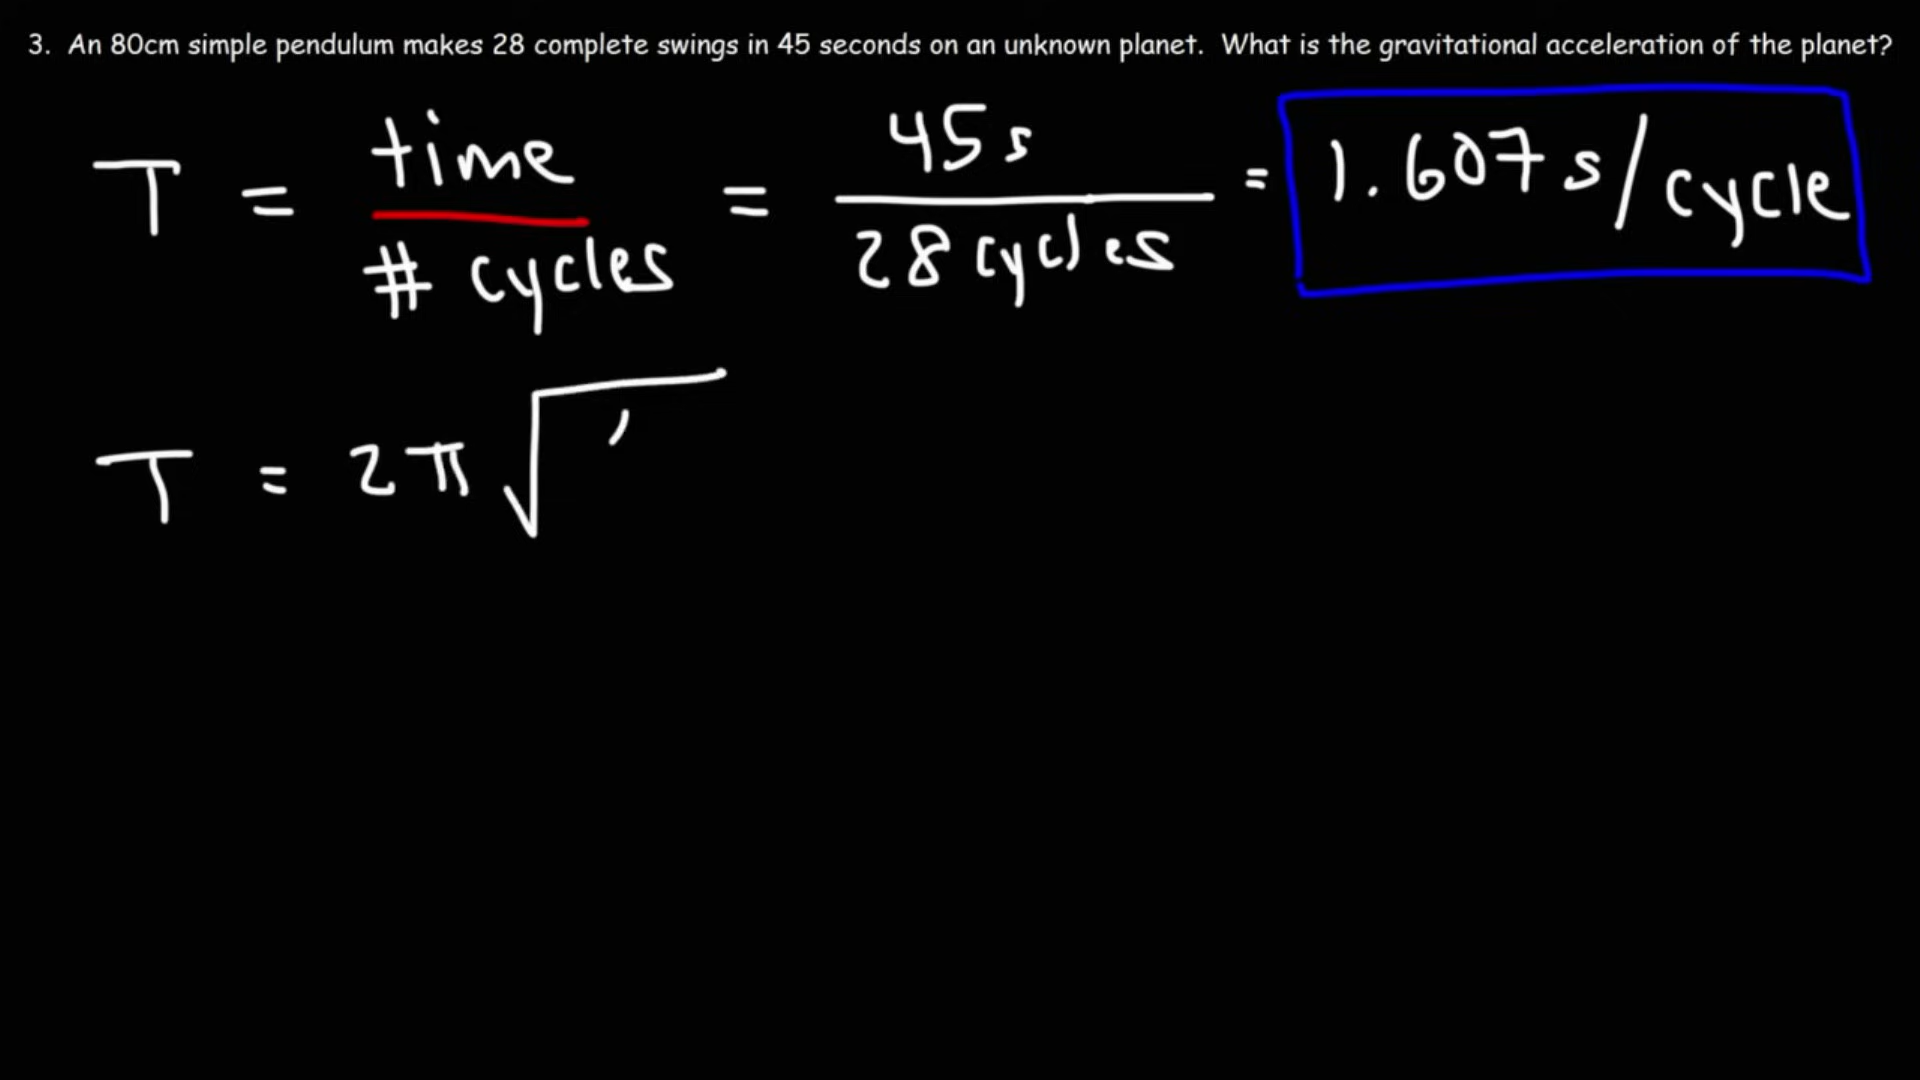 3. An 80cm simple pendulum makes 28 complete swings in 45 seconds on an unknown planet. What is the gravitational acceleration of the planet?
T = time / # cycles = 45 s / 28 cycles = 1.607 s/cycle
T = 2π√